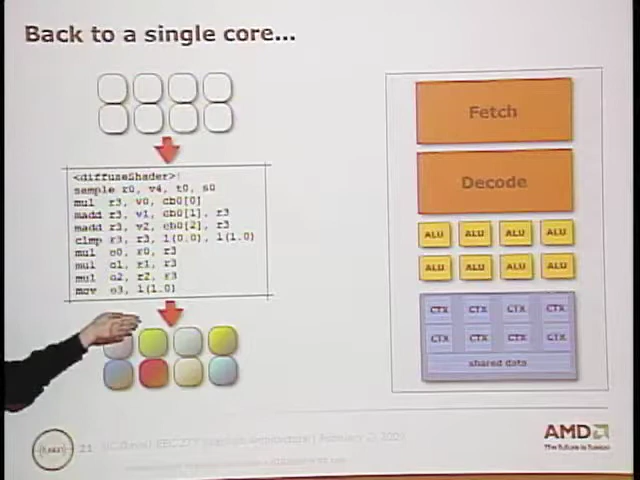 Back to a single core...
<diffuseShader>:
sample r0, v4, t0, s0
mul r3, v0, cb0[0]
madd r3, v1, cb0[1], r3
madd r3, v2, cb0[2], r3
clmp r3, r3, l(0.0), l(1.0)
mul o0, r0, r3
mul o1, r1, r3
mul o2, r2, r3
mov o3, l(1.0)
Fetch
Decode
ALU ALU ALU ALU
ALU ALU ALU ALU
CTX CTX CTX CTX
CTX CTX CTX CTX
shared data
21
AMD
The Future is Fusion